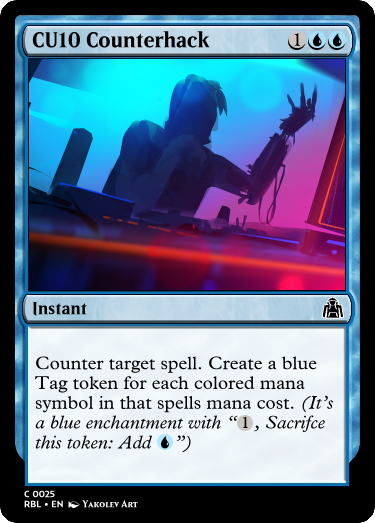 CU10 Counterhack 1
Instant
Counter target spell. Create a blue
Tag token for each colored mana
symbol in that spells mana cost. (It's
a blue enchantment with “1, Sacrifce
this token: Add ”)
C 0025
RBL • EN Yakolev Art